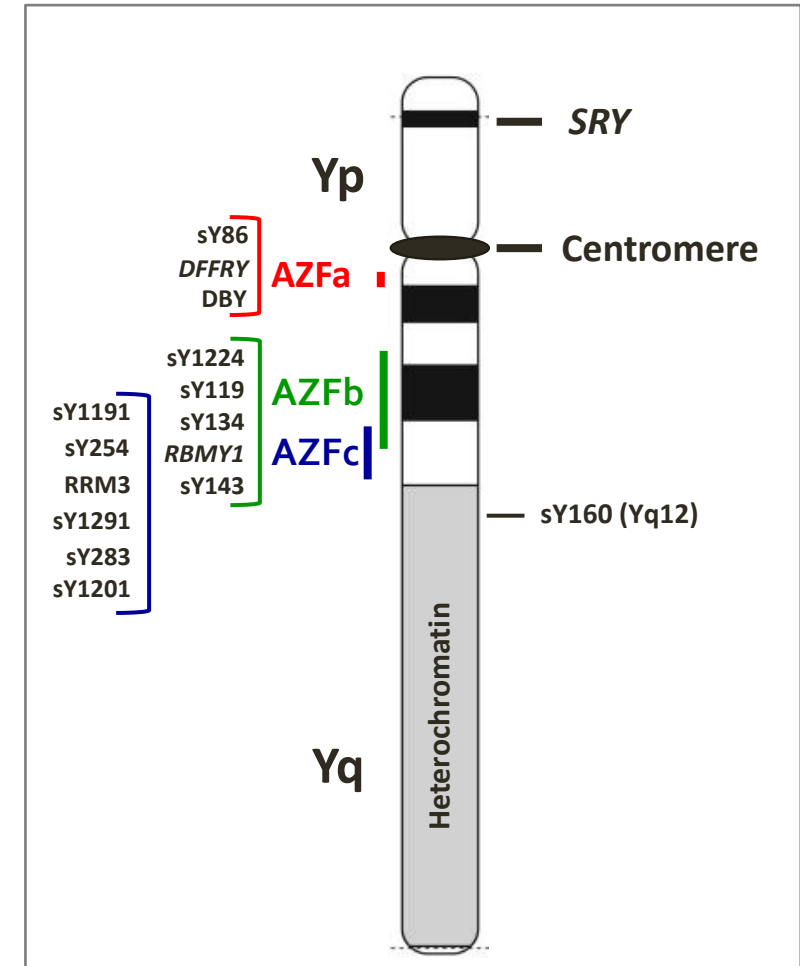 SRY
Yp
Centromere
sY86
DFFRY
DBY
AZFa
sY1224
sY119
sY134
RBMY1
sY143
AZFb
AZFc
sY1191
sY254
RRM3
sY1291
sY283
sY1201
sY160 (Yq12)
Heterochromatin
Yq